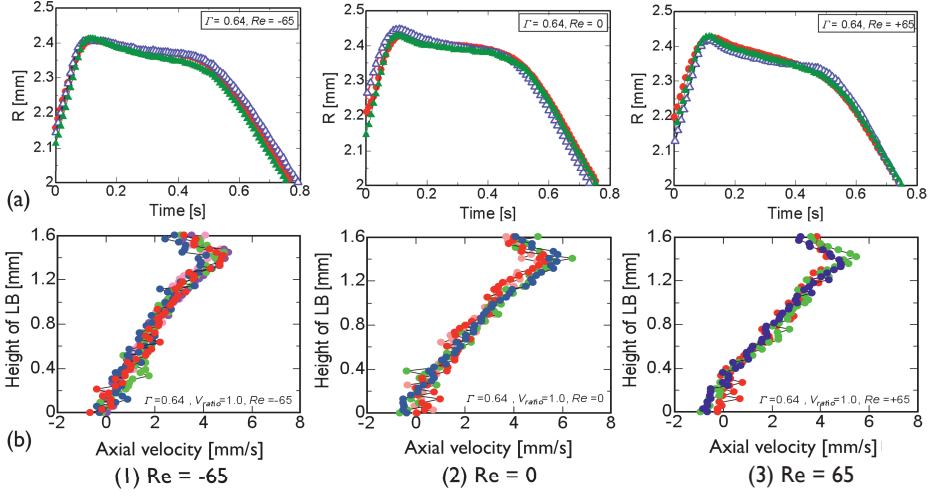 Γ = 0.64, Re = -65
Γ = 0.64, Re = 0
Γ = 0.64, Re = +65
2.5
2.4
2.3
2.2
2.1
2
R [mm]
0 0.2 0.4 0.6 0.8
Time [s]
2.5
2.4
2.3
2.2
2.1
2
R [mm]
0 0.2 0.4 0.6 0.8
Time [s]
2.5
2.4
2.3
2.2
2.1
2
R [mm]
0 0.2 0.4 0.6 0.8
Time [s]
(a)
1.6
1.2
0.8
0.4
0
Height of LB [mm]
Γ=0.64 , Vratio=1.0, Re=-65
0 2 4 6 8
Axial velocity [mm/s]
1.6
1.2
0.8
0.4
0
Height of LB [mm]
Γ=0.64 , Vratio=1.0, Re=0
-2 0 2 4 6 8
Axial velocity [mm/s]
1.6
1.2
0.8
0.4
0
Height of LB [mm]
Γ=0.64 , Vratio=1.0, Re=+65
-2 0 2 4 6 8
Axial velocity [mm/s]
(b)
(1) Re = -65
(2) Re = 0
(3) Re = 65